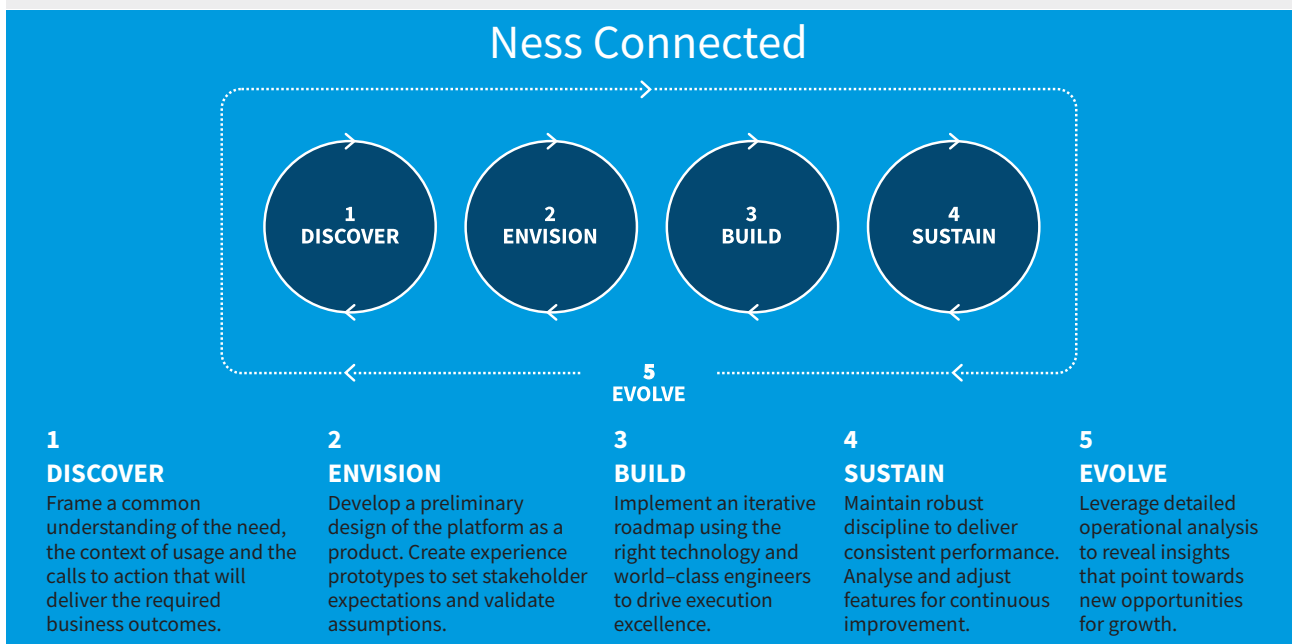 Ness Connected
1
DISCOVER
2
ENVISION
3
BUILD
4
SUSTAIN
5
EVOLVE
1
DISCOVER
Frame a common
understanding of the need,
the context of usage and the
calls to action that will
deliver the required
business outcomes.
2
ENVISION
Develop a preliminary
design of the platform as a
product. Create experience
prototypes to set stakeholder
expectations and validate
assumptions.
3
BUILD
Implement an iterative
roadmap using the
right technology and
world–class engineers
to drive execution
excellence.
4
SUSTAIN
Maintain robust
discipline to deliver
consistent performance.
Analyse and adjust
features for continuous
improvement.
5
EVOLVE
Leverage detailed
operational analysis
to reveal insights
that point towards
new opportunities
for growth.